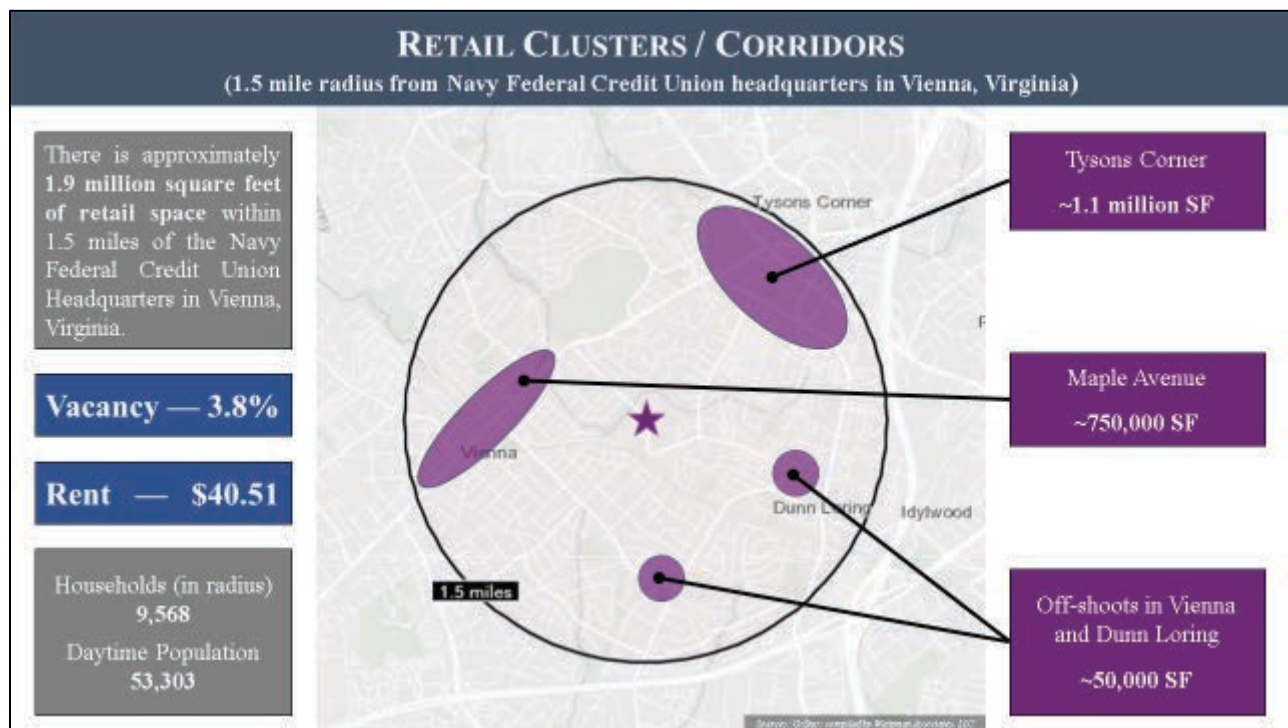 RETAIL CLUSTERS / CORRIDORS
(1.5 mile radius from Navy Federal Credit Union headquarters in Vienna, Virginia)
There is approximately
1.9 million square feet
of retail space within
1.5 miles of the Navy
Federal Credit Union
Headquarters in Vienna,
Virginia.
Vacancy — 3.8%
Rent — $40.51
Households (in radius)
9,568
Daytime Population
53,303
Tysons Corner
Vienna
Dunn Loring
Idylwood
1.5 miles
Tysons Corner
~1.1 million SF
Maple Avenue
~750,000 SF
Off-shoots in Vienna
and Dunn Loring
~50,000 SF